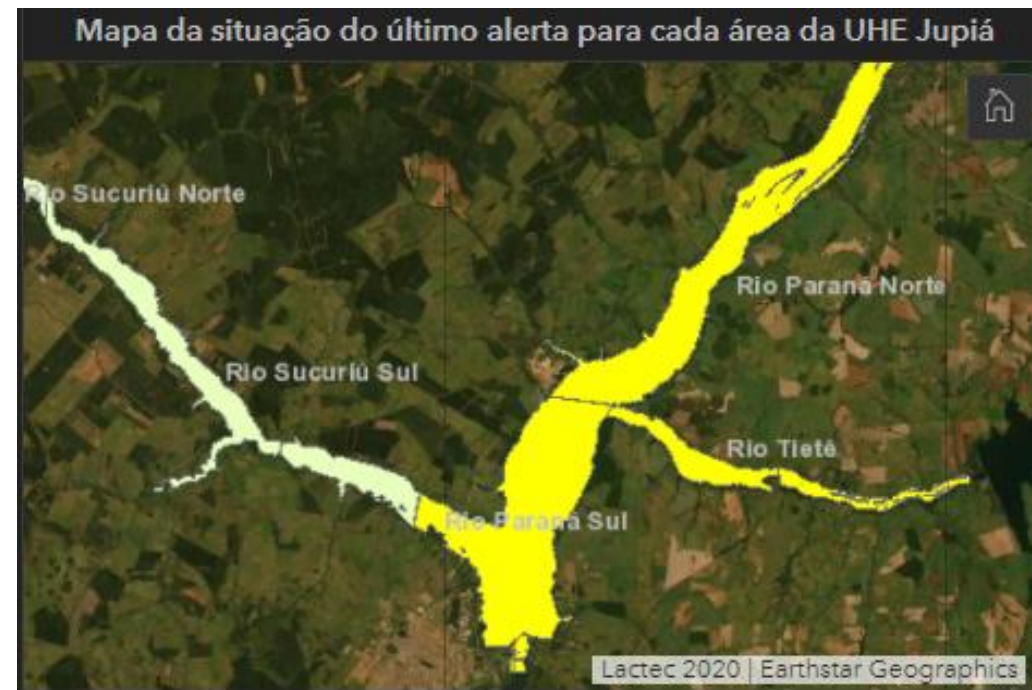 Mapa da situação do último alerta para cada área da UHE Jupiá
Rio Sucuriú Norte
Rio Paraná Norte
Rio Sucuriú Sul
Rio Tietê
Rio Paraná Sul
Lactec 2020 | Earthstar Geographics